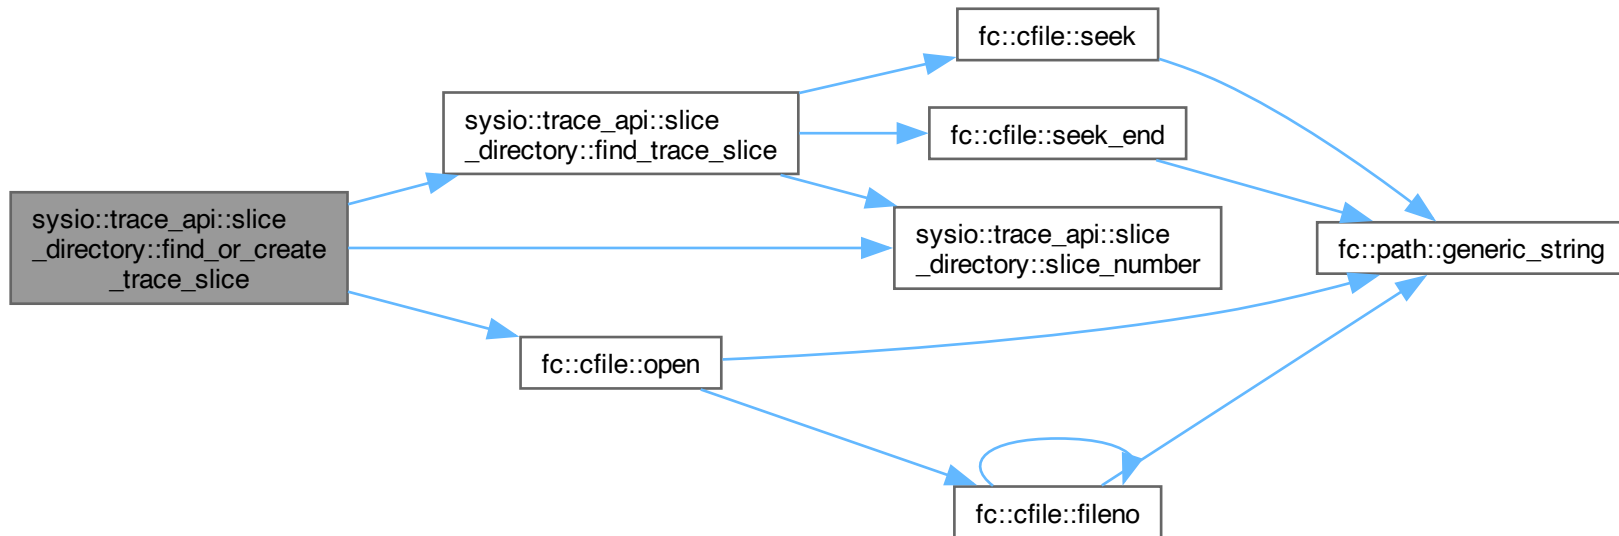 sysio::trace_api::slice
_directory::find_or_create
_trace_slice
sysio::trace_api::slice
_directory::find_trace_slice
fc::cfile::open
fc::cfile::seek
fc::cfile::seek_end
sysio::trace_api::slice
_directory::slice_number
fc::cfile::fileno
fc::path::generic_string